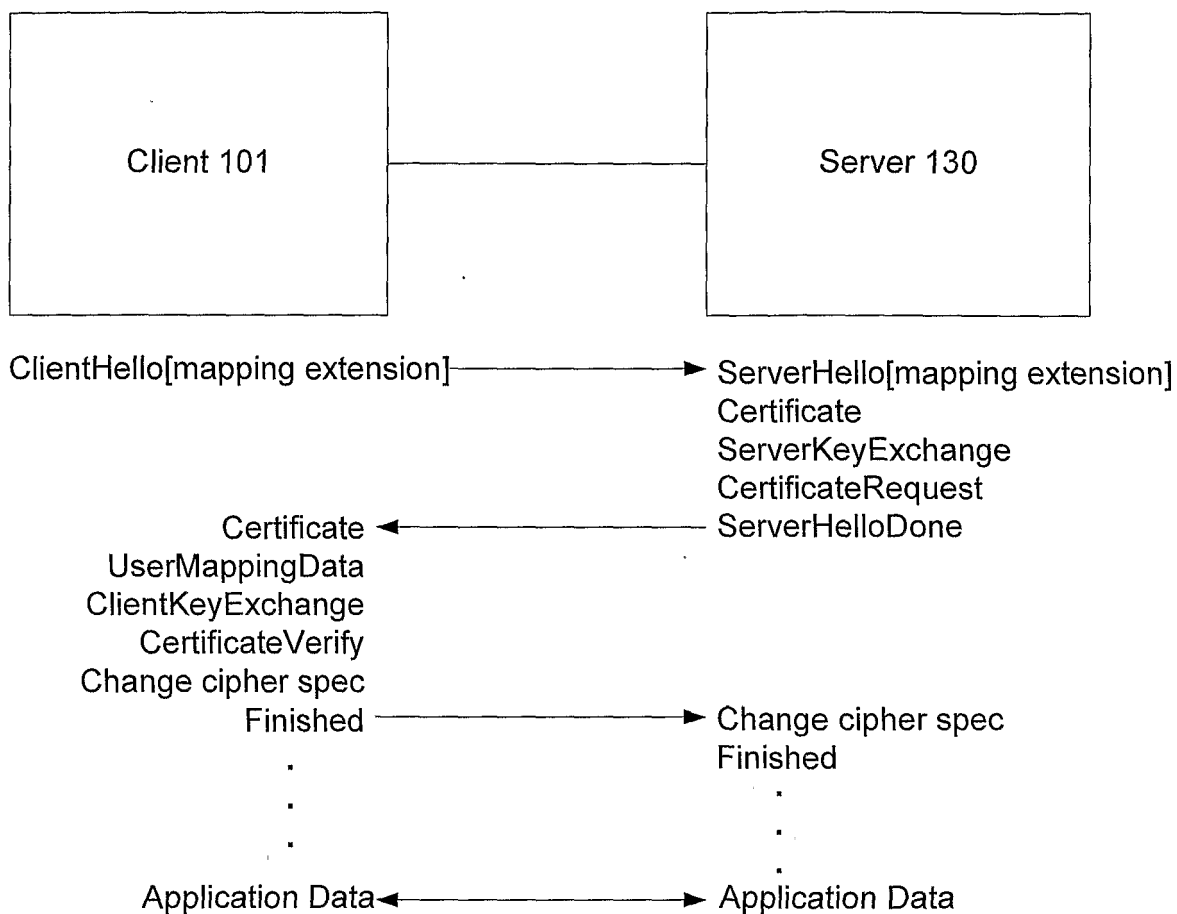 Client 101
Server 130
ClientHello[mapping extension]
ServerHello[mapping extension]
Certificate
ServerKeyExchange
CertificateRequest
ServerHelloDone
Certificate
UserMappingData
ClientKeyExchange
CertificateVerify
Change cipher spec
Finished
Change cipher spec
Finished
Application Data
Application Data